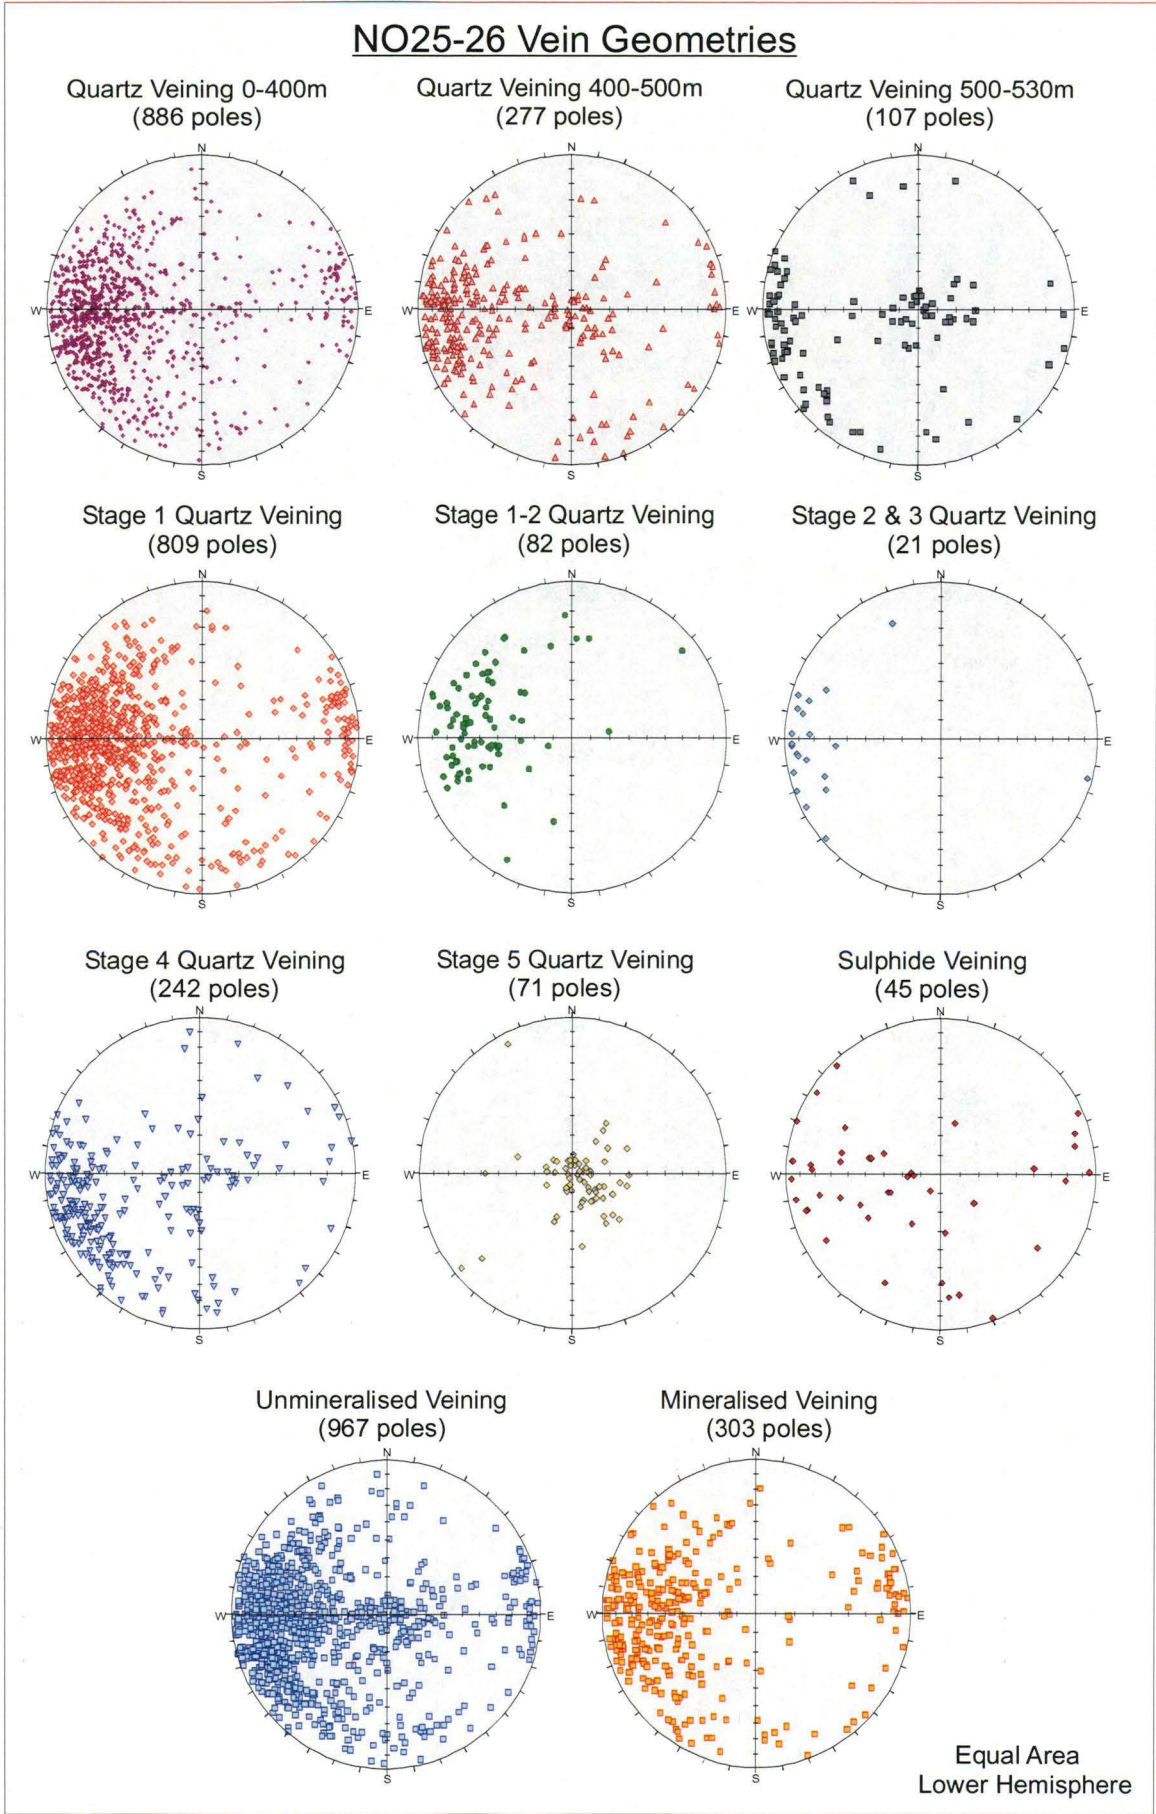 NO25-26 Vein Geometries
Quartz Veining 0-400m
(886 poles)
N
W
E
S
Quartz Veining 400-500m
(277 poles)
N
W
E
S
Quartz Veining 500-530m
(107 poles)
N
W
E
S
Stage 1 Quartz Veining
(809 poles)
N
W
E
S
Stage 1-2 Quartz Veining
(82 poles)
N
W
E
S
Stage 2 & 3 Quartz Veining
(21 poles)
N
W
E
S
Stage 4 Quartz Veining
(242 poles)
N
W
E
S
Stage 5 Quartz Veining
(71 poles)
N
W
E
S
Sulphide Veining
(45 poles)
N
W
E
S
Unmineralised Veining
(967 poles)
N
W
E
S
Mineralised Veining
(303 poles)
N
W
E
S
Equal Area
Lower Hemisphere